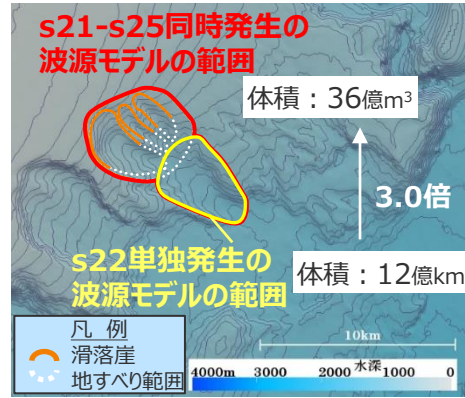 s21-s25同時発生の
波源モデルの範囲
体積：36億m³
3.0倍
s22単独発生の
波源モデルの範囲
体積：12億km
凡 例
滑落崖
地すべり範囲
10km
4000m 3000 2000 水深 1000 0